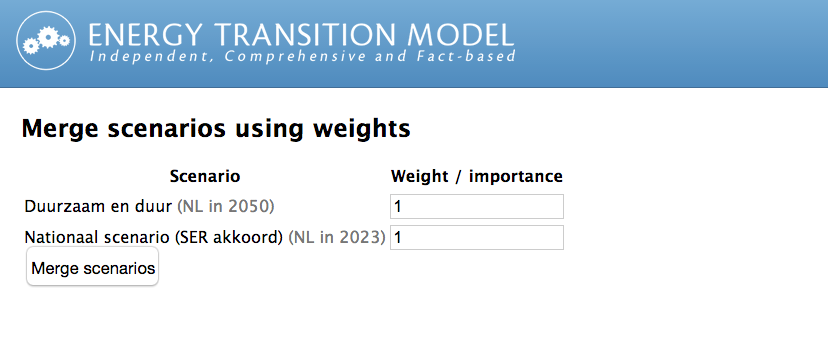 ENERGY TRANSITION MODEL
Independent, Comprehensive and Fact-based
Merge scenarios using weights
Scenario Weight / importance
Duurzaam en duur (NL in 2050) 1
Nationaal scenario (SER akkoord) (NL in 2023) 1
Merge scenarios